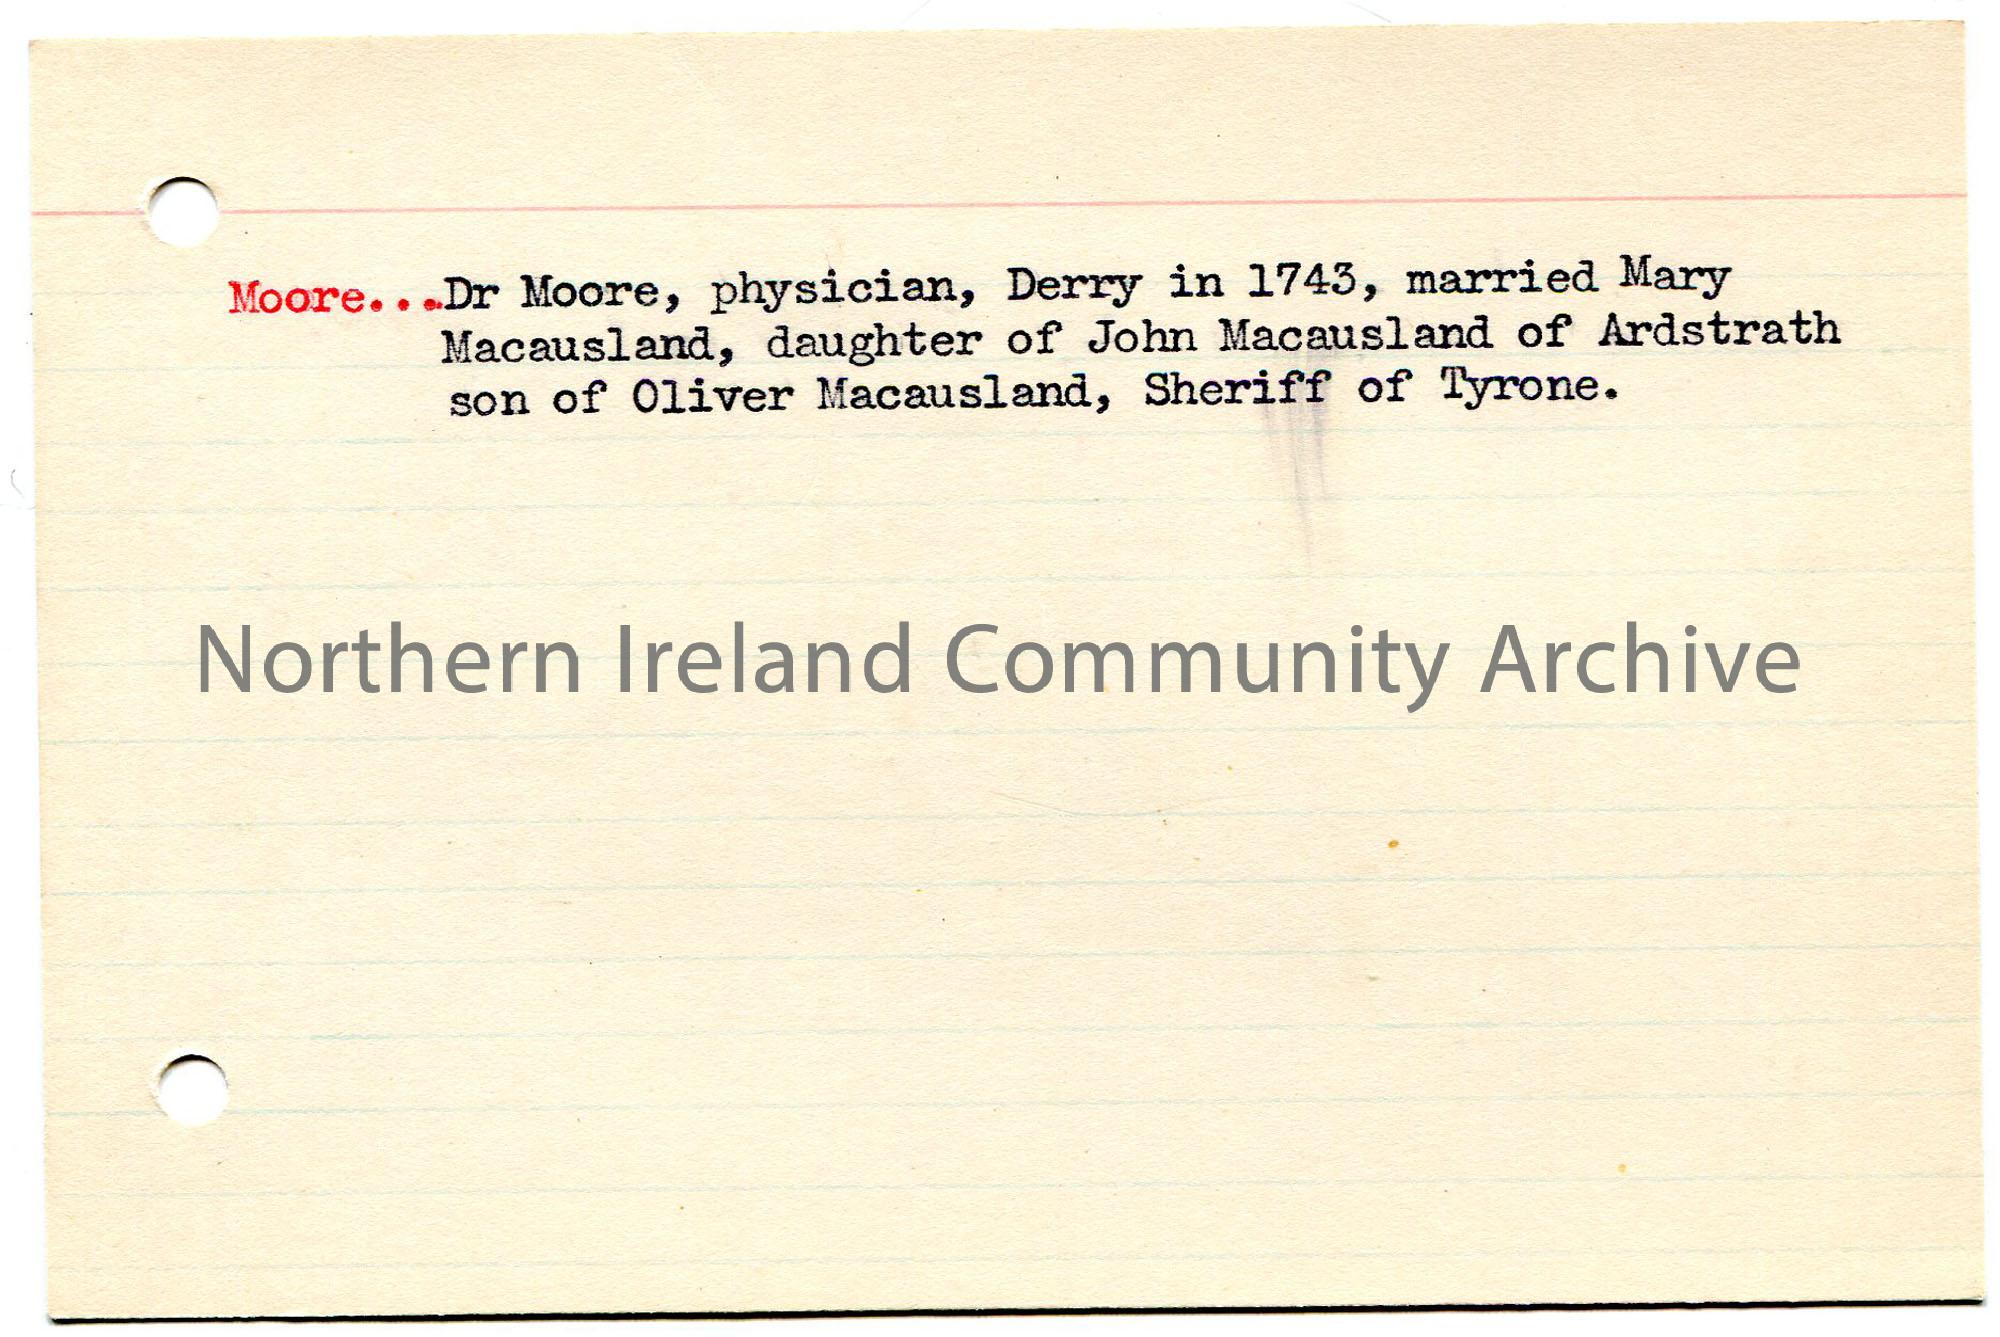 Moore...Dr Moore, physician, Derry in 1743, married Mary
Macausland, daughter of John Macausland of Ardstrath
son of Oliver Macausland, Sheriff of Tyrone.
Northern Ireland Community Archive